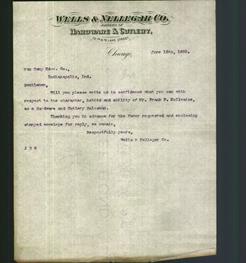 WELLS & NELLEGAR CO.
HARDWARE & CUTLERY,
Chicago, June 18th, 1892.
Van Camp Hdwe. Co.,
Indianapolis, Ind.
Gentlemen,
Will you please write us in confidence what you can with
respect to the character, habits and ability of Mr. Frank F.
as a Hardware and Cutlery Salesman.
Thanking you in advance for the favor requested and enclosing
stamped envelope for reply, we remain,
Respectfully yours,
Wells & Nellegar Co.